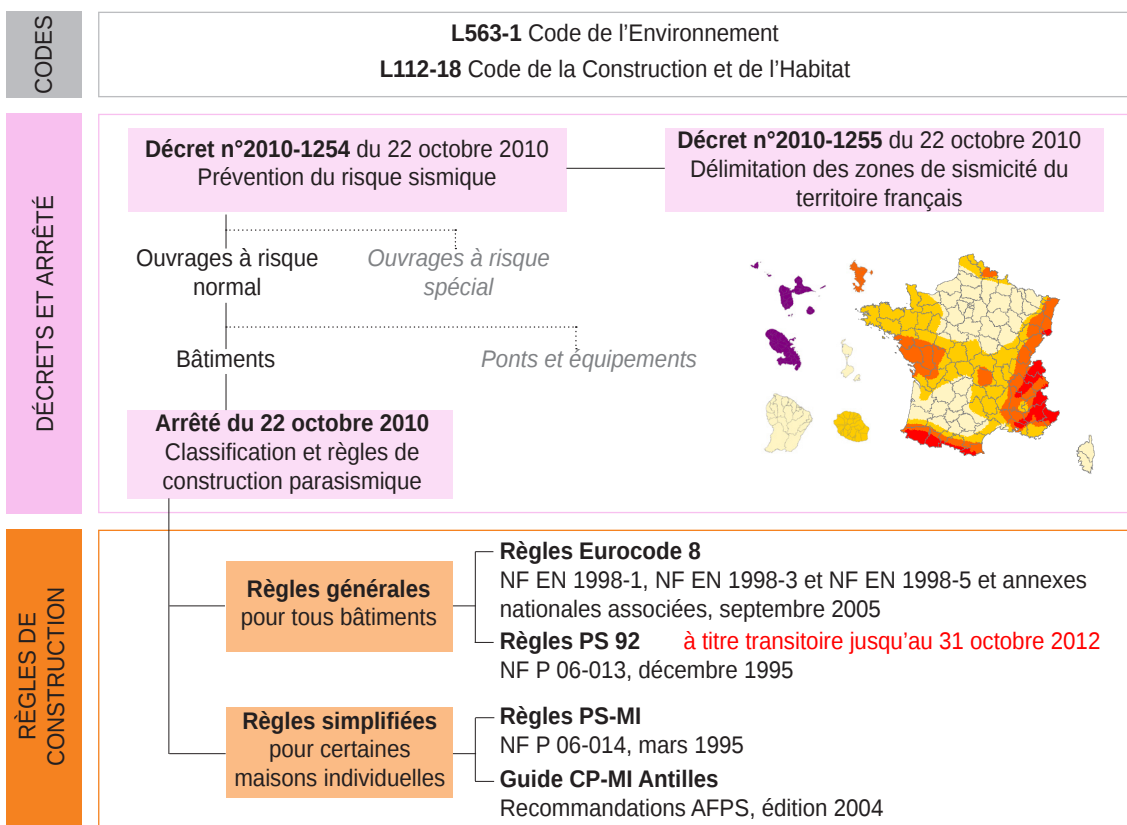 CODES
L563-1 Code de l’Environnement
L112-18 Code de la Construction et de l’Habitat
DÉCRETS ET ARRÊTÉ
Décret n°2010-1254 du 22 octobre 2010
Prévention du risque sismique
Décret n°2010-1255 du 22 octobre 2010
Délimitation des zones de sismicité du
territoire français
Ouvrages à risque
normal
Ouvrages à risque
spécial
Bâtiments
Ponts et équipements
Arrêté du 22 octobre 2010
Classification et règles de
construction parasismique
RÈGLES DE
CONSTRUCTION
Règles générales
pour tous bâtiments
Règles Eurocode 8
NF EN 1998-1, NF EN 1998-3 et NF EN 1998-5 et annexes
nationales associées, septembre 2005
Règles PS 92 à titre transitoire jusqu’au 31 octobre 2012
NF P 06-013, décembre 1995
Règles simplifiées
pour certaines
maisons individuelles
Règles PS-MI
NF P 06-014, mars 1995
Guide CP-MI Antilles
Recommandations AFPS, édition 2004